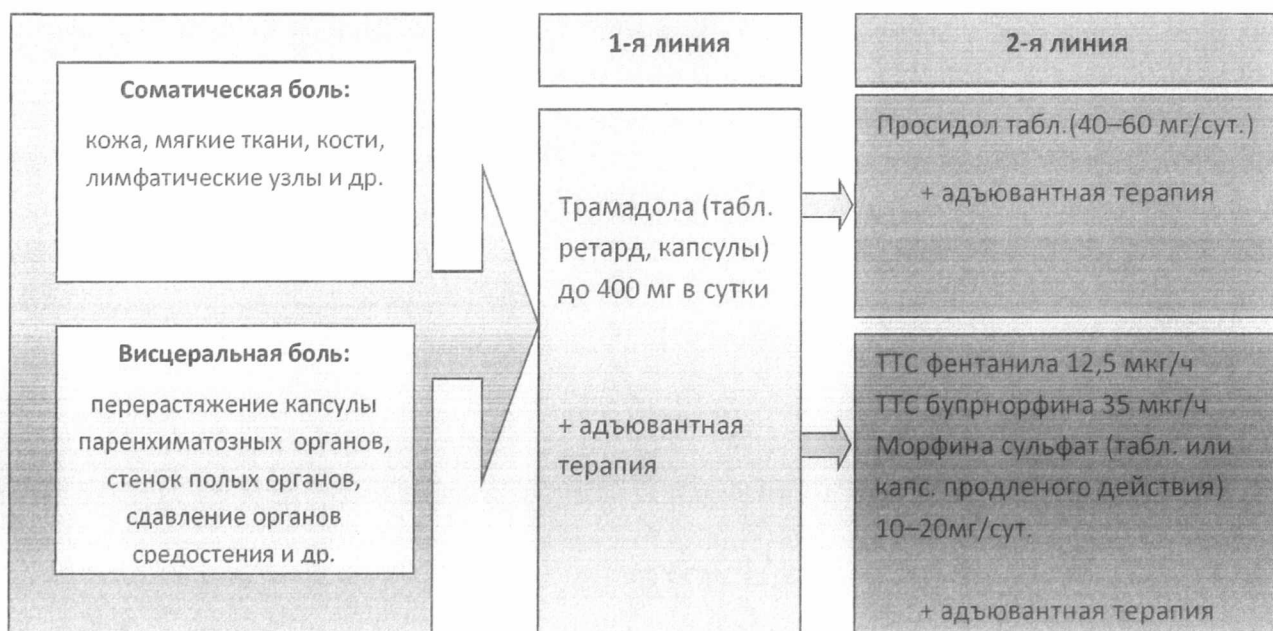 Соматическая боль:
кожа, мягкие ткани, кости,
лимфатические узлы и др.
Висцеральная боль:
перерастяжение капсулы
паренхиматозных органов,
стенок полых органов,
сдавление органов
средостения и др.
1-я линия
Трамадола (табл.
ретард, капсулы)
до 400 мг в сутки
+ адъювантная
терапия
2-я линия
Просидол табл.(40–60 мг/сут.)
+ адъювантная терапия
ТТС фентанила 12,5 мкг/ч
ТТС бупрнорфина 35 мкг/ч
Морфина сульфат (табл. или
капс. продленого действия)
10–20мг/сут.
+ адъювантная терапия